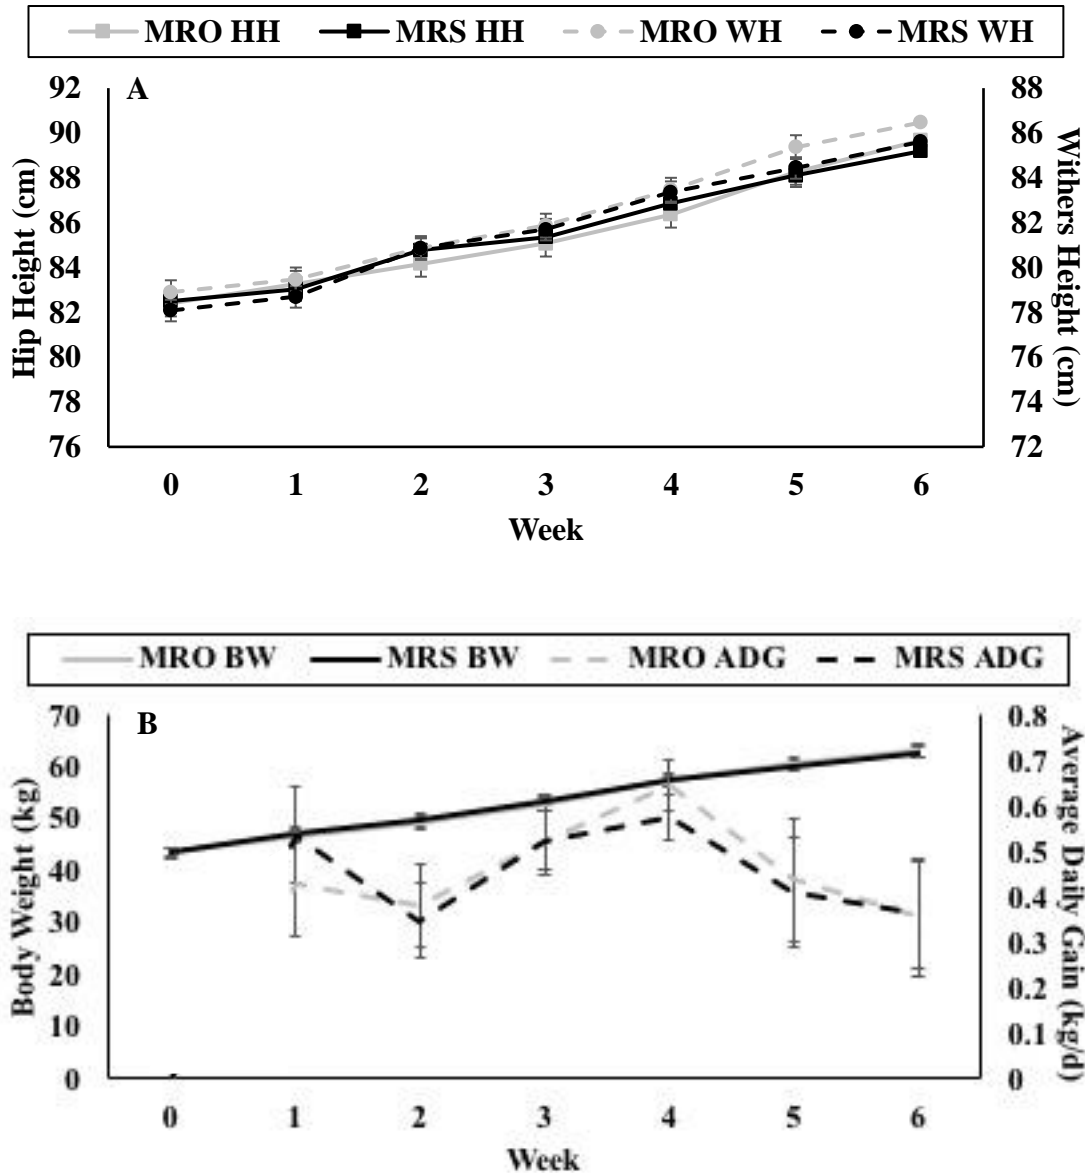 MRO HH MRS HH MRO WH MRS WH
A
92
90
88
86
84
82
80
78
76
Hip Height (cm)
88
86
84
82
80
78
76
74
72
Withers Height (cm)
0 1 2 3 4 5 6
Week
MRO BW MRS BW MRO ADG MRS ADG
B
70
60
50
40
30
20
10
0
Body Weight (kg)
0.8
0.7
0.6
0.5
0.4
0.3
0.2
0.1
0
Average Daily Gain (kg/d)
0 1 2 3 4 5 6
Week